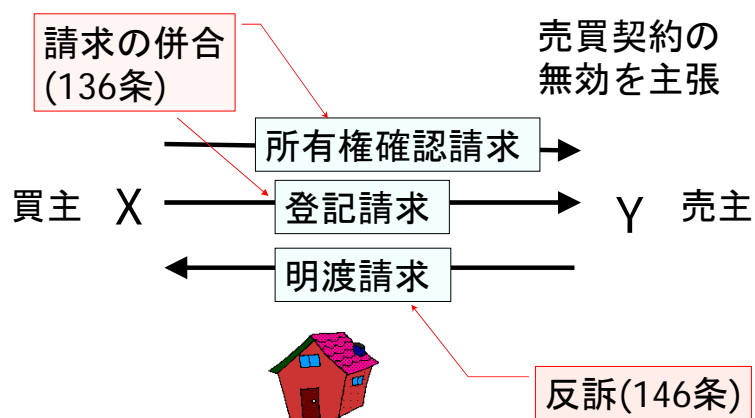 請求の併合
(136条)
売買契約の
無効を主張
所有権確認請求
買主 X
登記請求
Y 売主
明渡請求
反訴(146条)